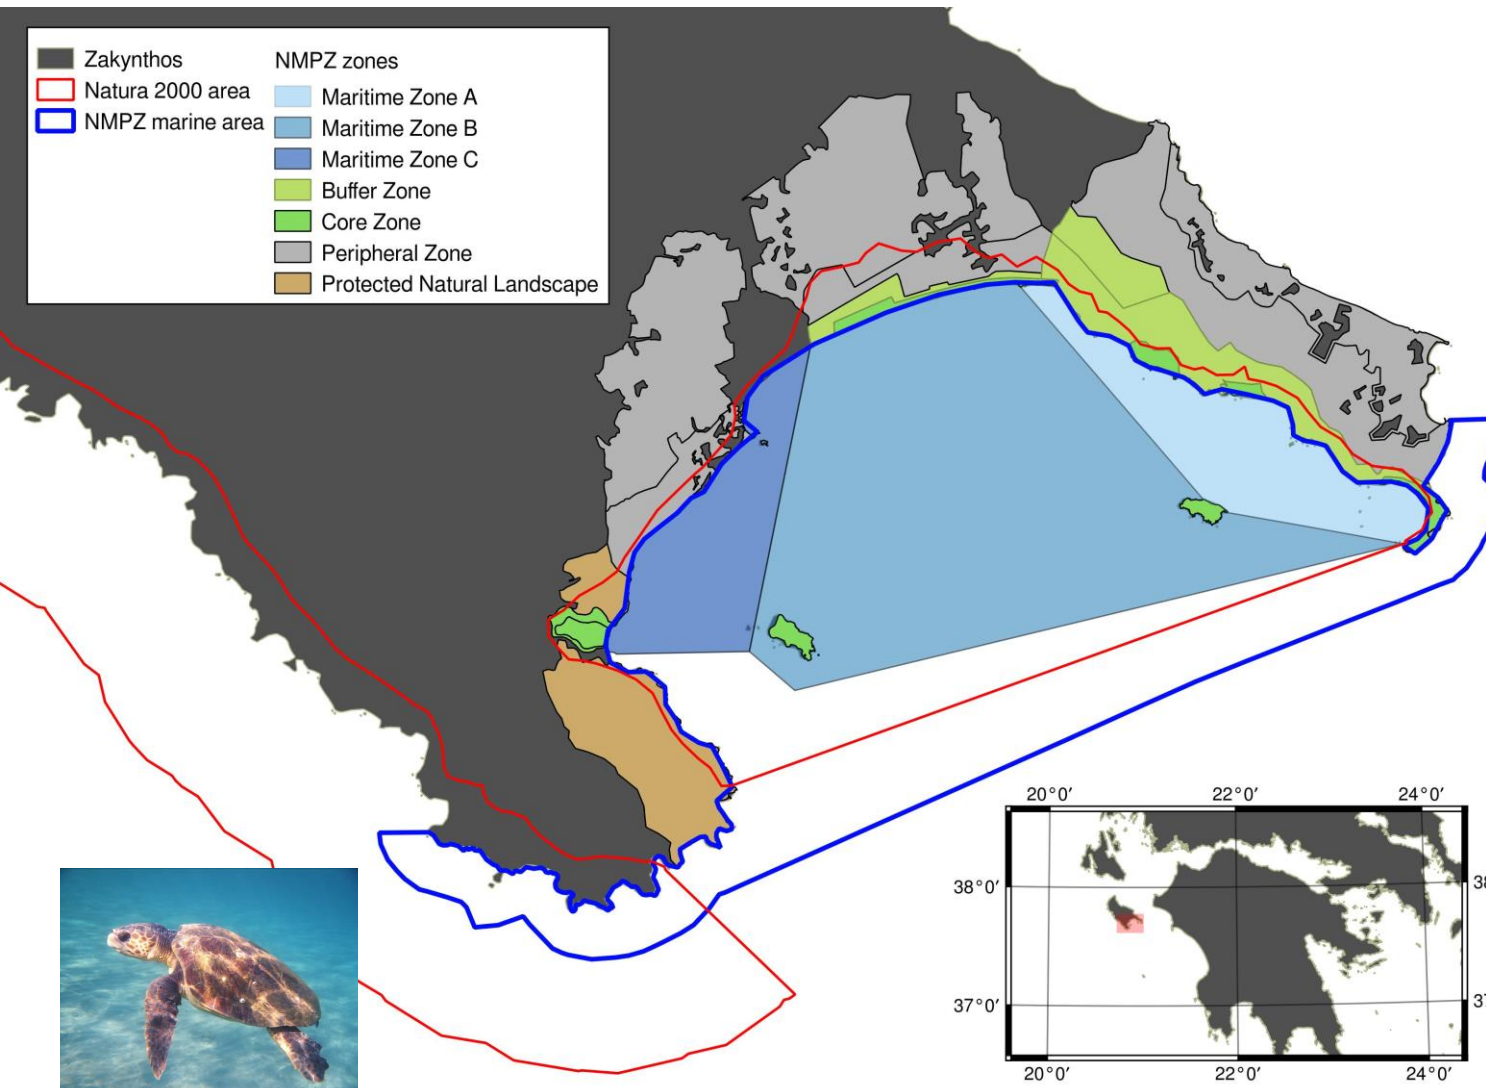 Zakynthos
Natura 2000 area
NMPZ marine area
NMPZ zones
Maritime Zone A
Maritime Zone B
Maritime Zone C
Buffer Zone
Core Zone
Peripheral Zone
Protected Natural Landscape
20°0′ 22°0′ 24°0′
38°0′ 38
37°0′ 37
20°0′ 22°0′ 24°0′